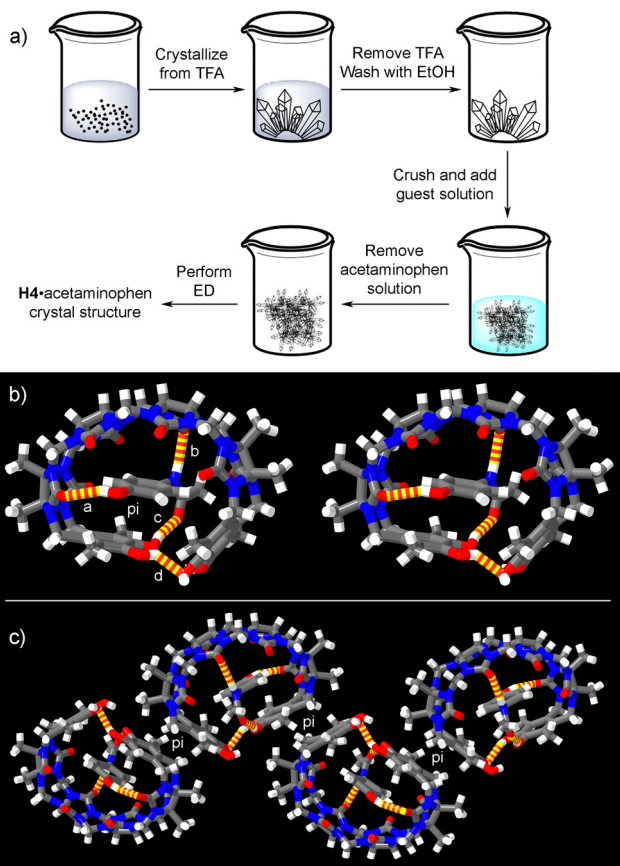 a)
Crystallize
from TFA
Remove TFA
Wash with EtOH
Crush and add
guest solution
Remove
acetaminophen
solution
Perform
ED
H4•acetaminophen
crystal structure
b)
b
a
pi
c
d
c)
pi
pi
pi